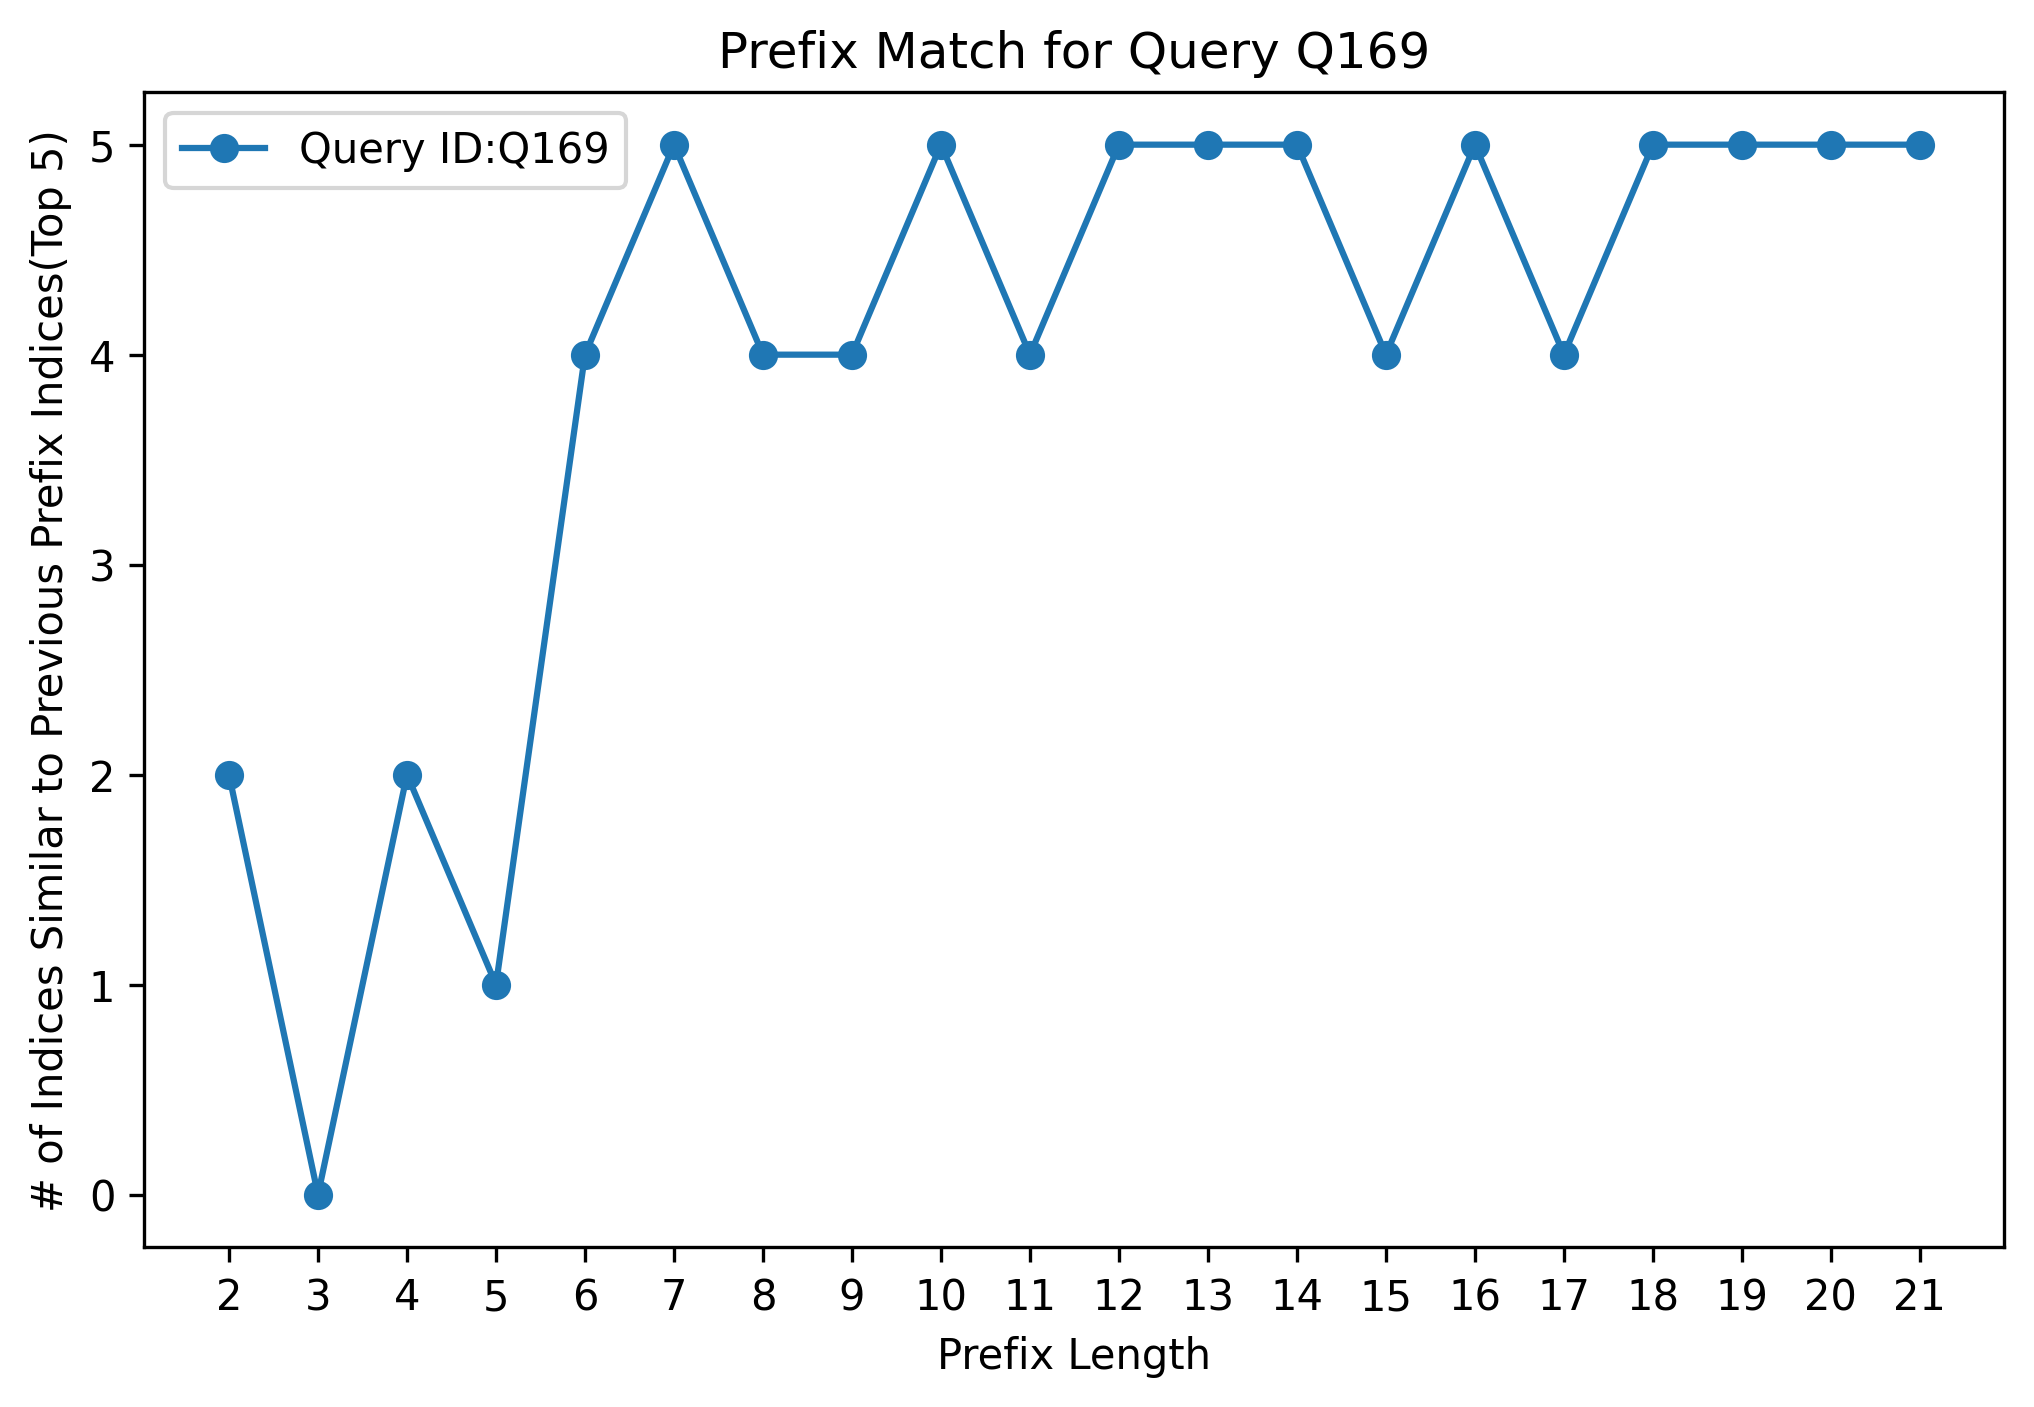 Prefix Match for Query Q169
Query ID:Q169
# of Indices Similar to Previous Prefix Indices(Top 5)
5
4
3
2
1
0
2 3 4 5 6 7 8 9 10 11 12 13 14 15 16 17 18 19 20 21
Prefix Length